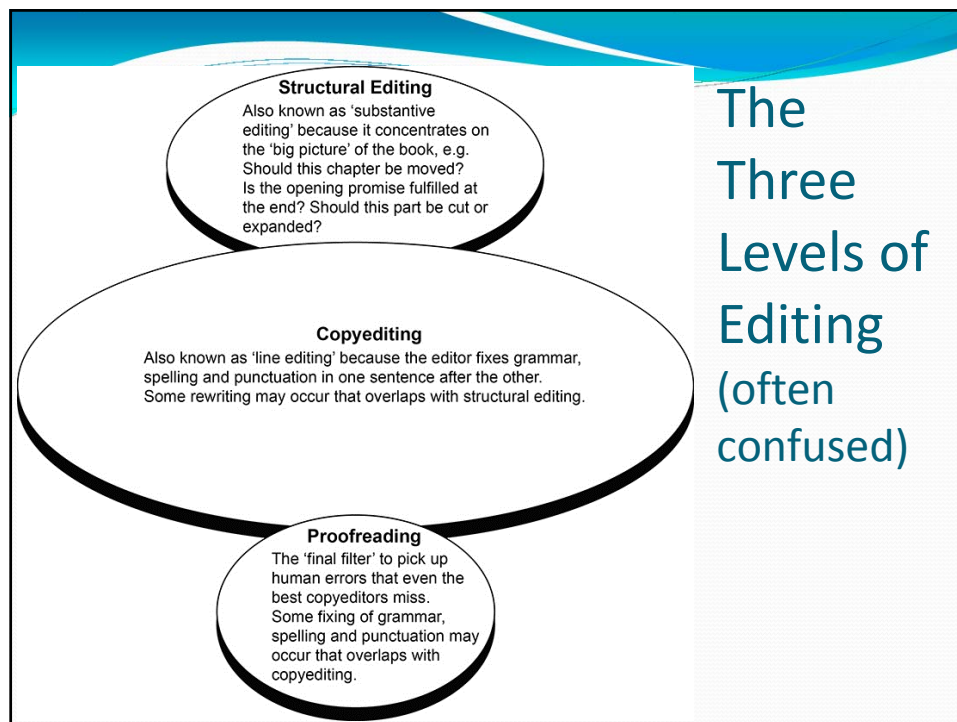 The
Three
Levels of
Editing
(often
confused)
Structural Editing
Also known as ‘substantive
editing’ because it concentrates on
the ‘big picture’ of the book, e.g.
Should this chapter be moved?
Is the opening promise fulfilled at
the end? Should this part be cut or
expanded?
Copyediting
Also known as ‘line editing’ because the editor fixes grammar,
spelling and punctuation in one sentence after the other.
Some rewriting may occur that overlaps with structural editing.
Proofreading
The ‘final filter’ to pick up
human errors that even the
best copyeditors miss.
Some fixing of grammar,
spelling and punctuation may
occur that overlaps with
copyediting.